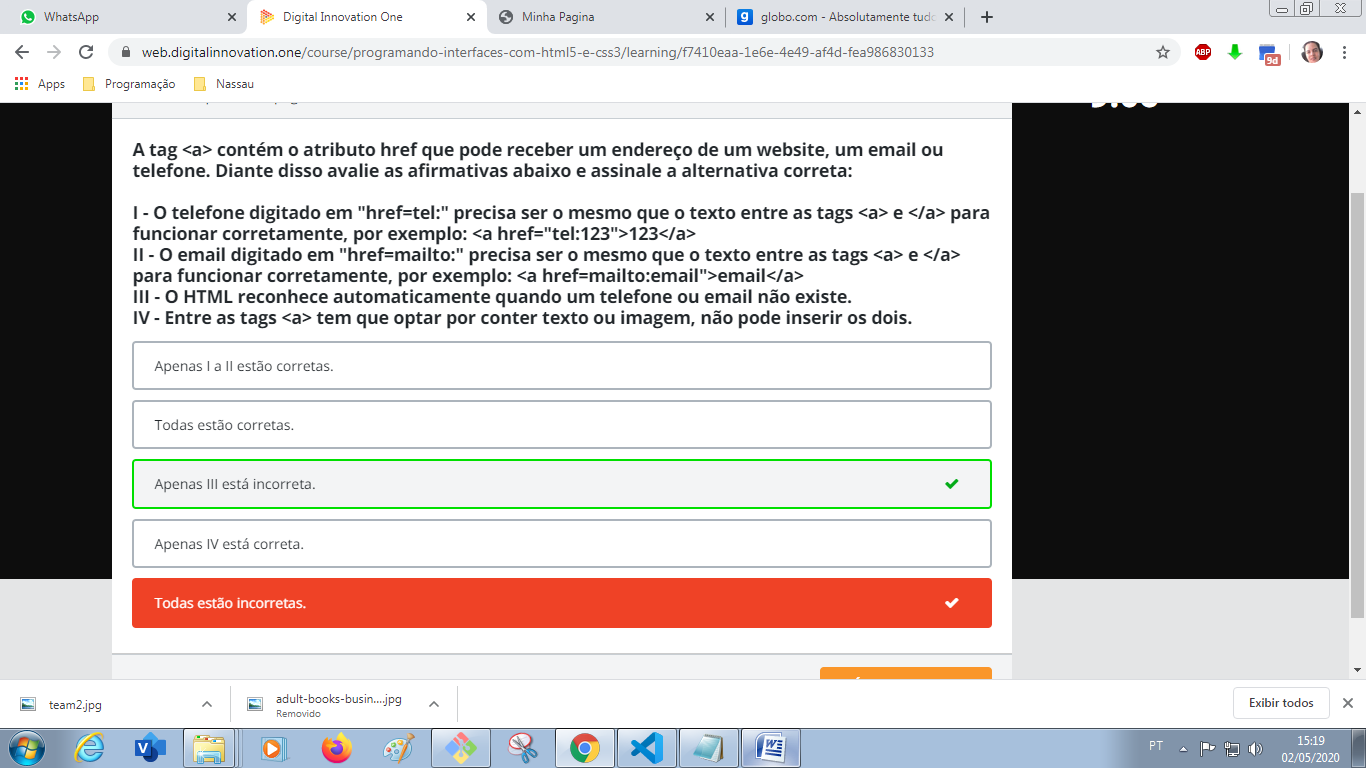 WhatsApp
Digital Innovation One
Minha Pagina
globo.com - Absolutamente tudo
web.digitalinnovation.one/course/programando-interfaces-com-html5-e-css3/learning/f7410eaa-1e6e-4e49-af4d-fea986830133
ABP
9d
Apps
Programação
Nassau
A tag <a> contém o atributo href que pode receber um endereço de um website, um email ou
telefone. Diante disso avalie as afirmativas abaixo e assinale a alternativa correta:
I - O telefone digitado em "href=tel:" precisa ser o mesmo que o texto entre as tags <a> e </a> para
funcionar corretamente, por exemplo: <a href="tel:123">123</a>
II - O email digitado em "href=mailto:" precisa ser o mesmo que o texto entre as tags <a> e </a>
para funcionar corretamente, por exemplo: <a href=mailto:email">email</a>
III - O HTML reconhece automaticamente quando um telefone ou email não existe.
IV - Entre as tags <a> tem que optar por conter texto ou imagem, não pode inserir os dois.
Apenas I a II estão corretas.
Todas estão corretas.
Apenas III está incorreta.
Apenas IV está correta.
Todas estão incorretas.
team2.jpg
adult-books-busin....jpg
Removido
Exibir todos
PT
15:19
02/05/2020